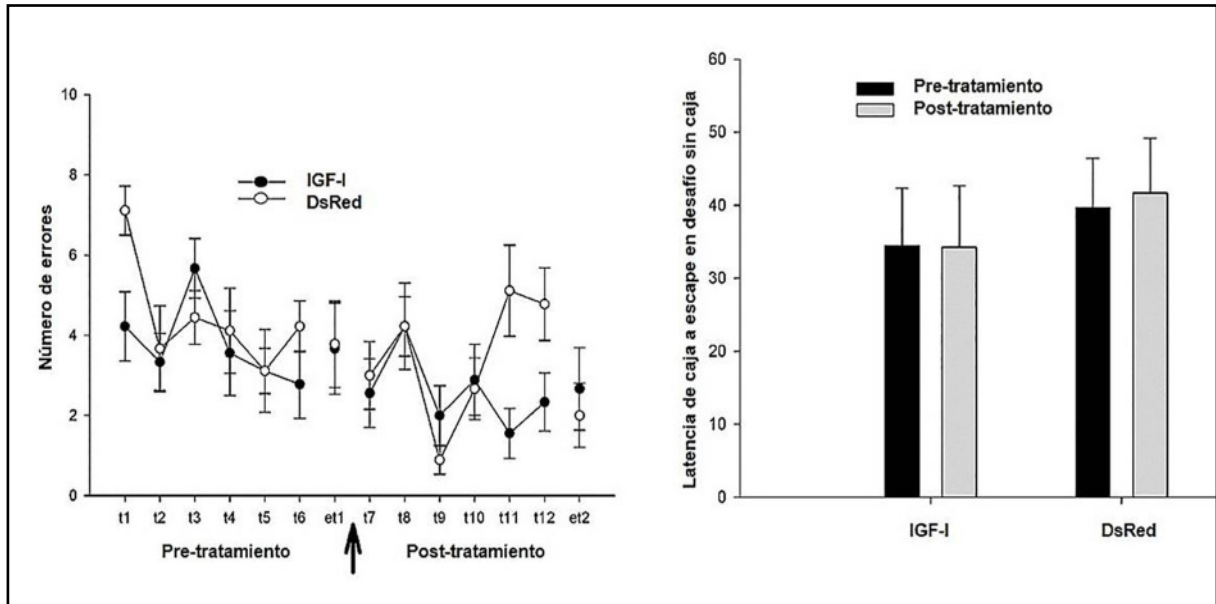 Número de errores
10
8
6
4
2
0
IGF-I
DsRed
t1 t2 t3 t4 t5 t6 et1 t7 t8 t9 t10 t11 t12 et2
Pre-tratamiento Post-tratamiento
Latencia de caja a escape en desafío sin caja
60
50
40
30
20
10
0
Pre-tratamiento
Post-tratamiento
IGF-I DsRed